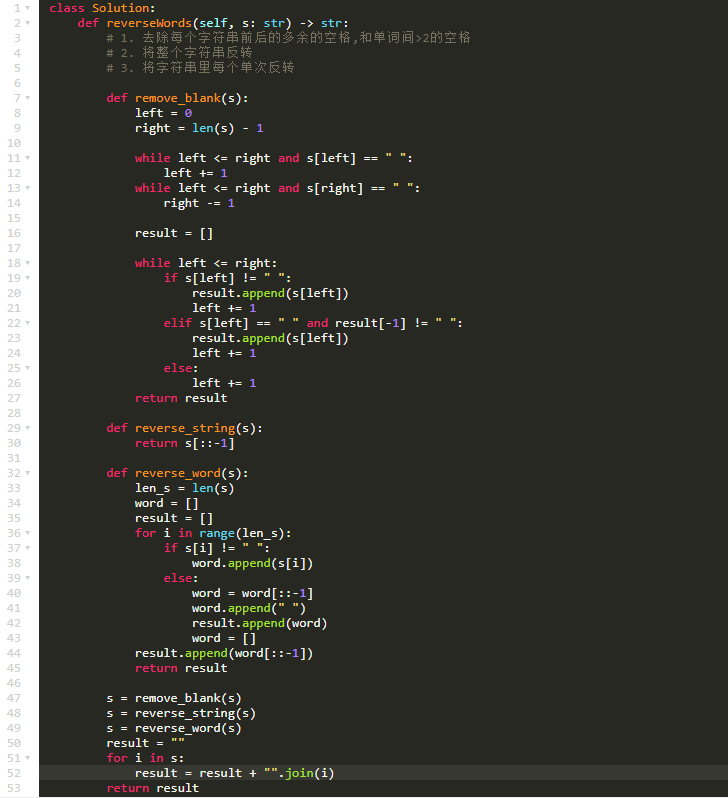 1 class Solution:
2     def reverseWords(self, s: str) -> str:
3         # 1. 去除每个字符串前后的多余的空格,和单词间>2的空格
4         # 2. 将整个字符串反转
5         # 3. 将字符串里每个单次反转
6
7         def remove_blank(s):
8             left = 0
9             right = len(s) - 1
10
11             while left <= right and s[left] == " ":
12                 left += 1
13             while left <= right and s[right] == " ":
14                 right -= 1
15
16             result = []
17
18             while left <= right:
19                 if s[left] != " ":
20                     result.append(s[left])
21                     left += 1
22                 elif s[left] == " " and result[-1] != " ":
23                     result.append(s[left])
24                     left += 1
25                 else:
26                     left += 1
27             return result
28
29         def reverse_string(s):
30             return s[::-1]
31
32         def reverse_word(s):
33             len_s = len(s)
34             word = []
35             result = []
36             for i in range(len_s):
37                 if s[i] != " ":
38                     word.append(s[i])
39                 else:
40                     word = word[::-1]
41                     word.append(" ")
42                     result.append(word)
43                     word = []
44             result.append(word[::-1])
45             return result
46
47         s = remove_blank(s)
48         s = reverse_string(s)
49         s = reverse_word(s)
50         result = ""
51         for i in s:
52             result = result + "".join(i)
53         return result